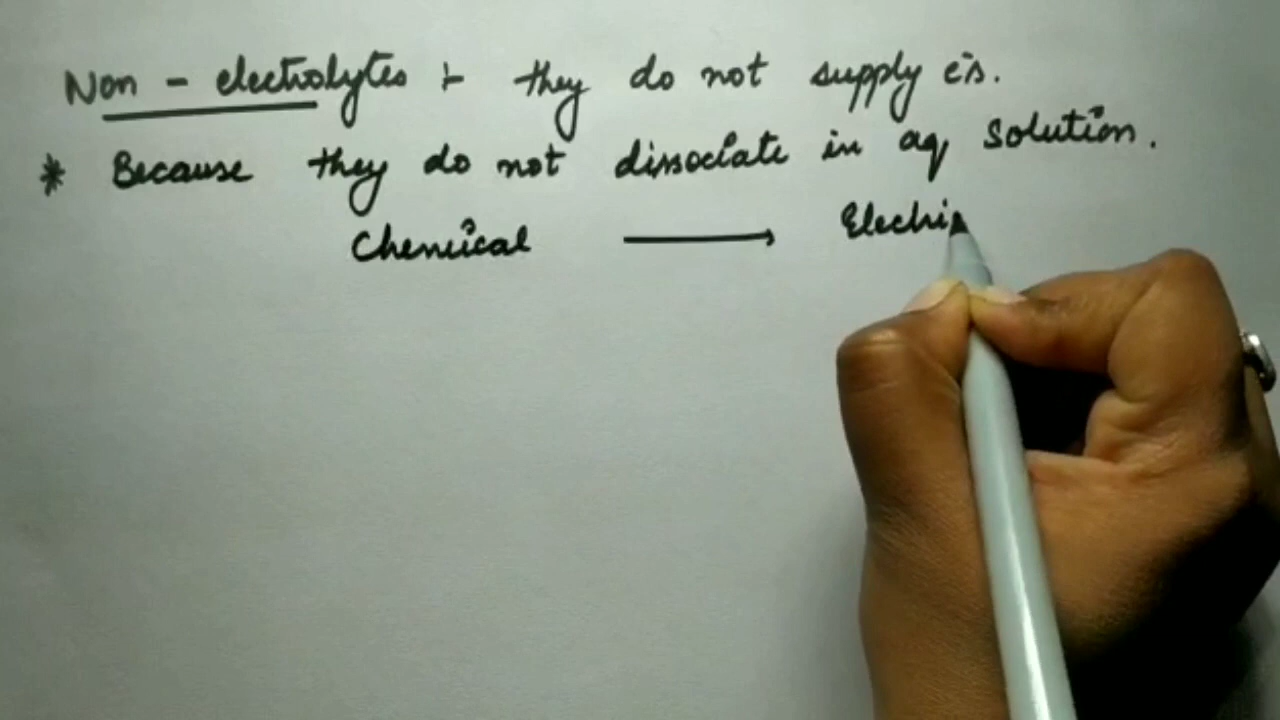 Non - electrolytes :- they do not supply e's.
* Because they do not dissociate in aq solution.
Chemical → Electri